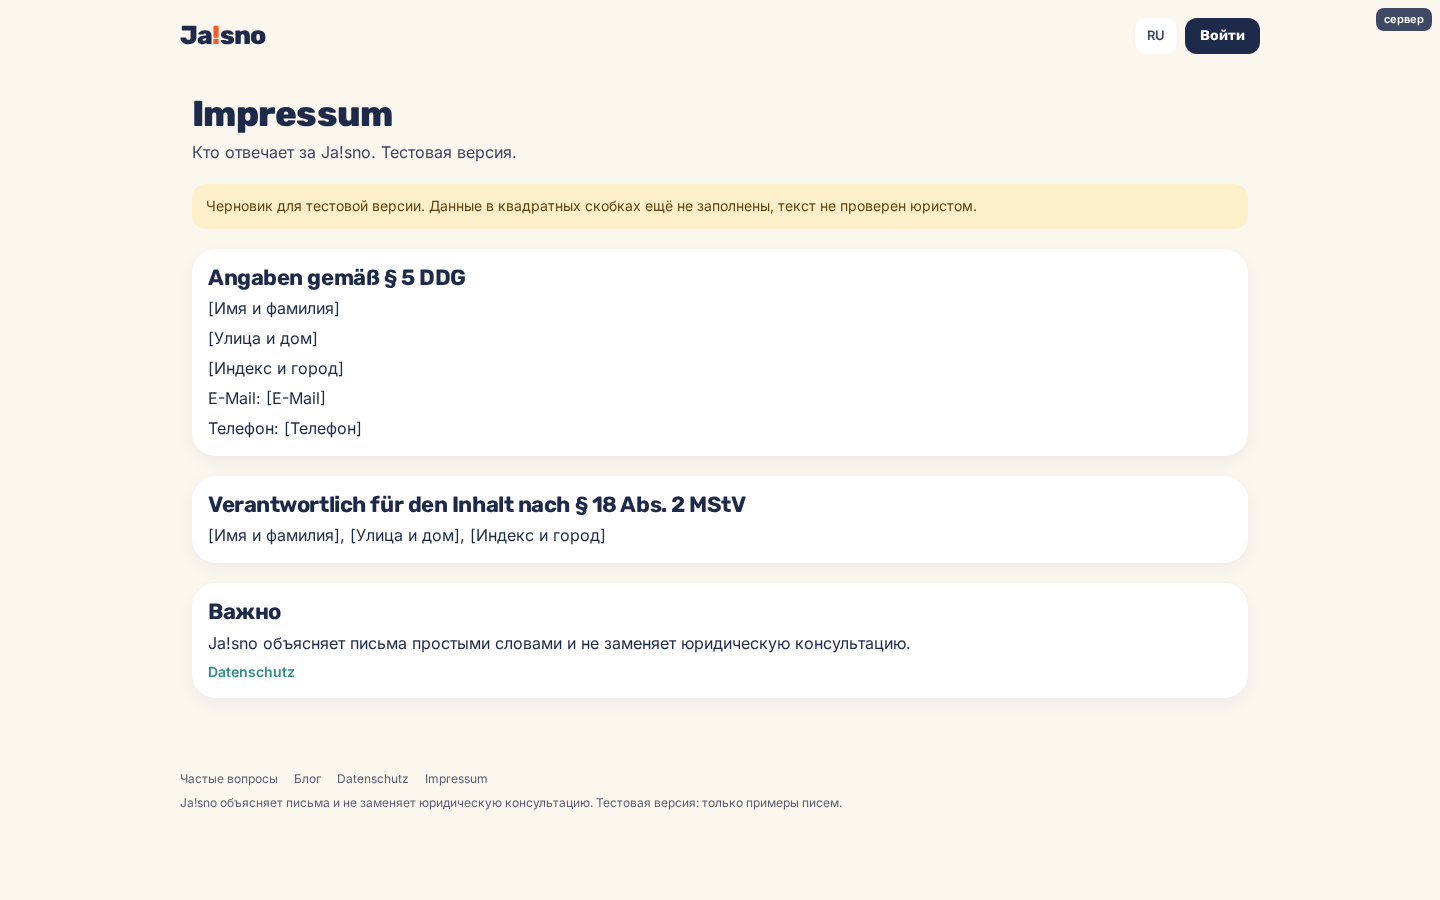 Ja!sno
RU
Войти
сервер
Impressum
Кто отвечает за Ja!sno. Тестовая версия.
Черновик для тестовой версии. Данные в квадратных скобках ещё не заполнены, текст не проверен юристом.
Angaben gemäß § 5 DDG
[Имя и фамилия]
[Улица и дом]
[Индекс и город]
E-Mail: [E-Mail]
Телефон: [Телефон]
Verantwortlich für den Inhalt nach § 18 Abs. 2 MStV
[Имя и фамилия], [Улица и дом], [Индекс и город]
Важно
Ja!sno объясняет письма простыми словами и не заменяет юридическую консультацию.
Datenschutz
Частые вопросы Блог Datenschutz Impressum
Ja!sno объясняет письма и не заменяет юридическую консультацию. Тестовая версия: только примеры писем.